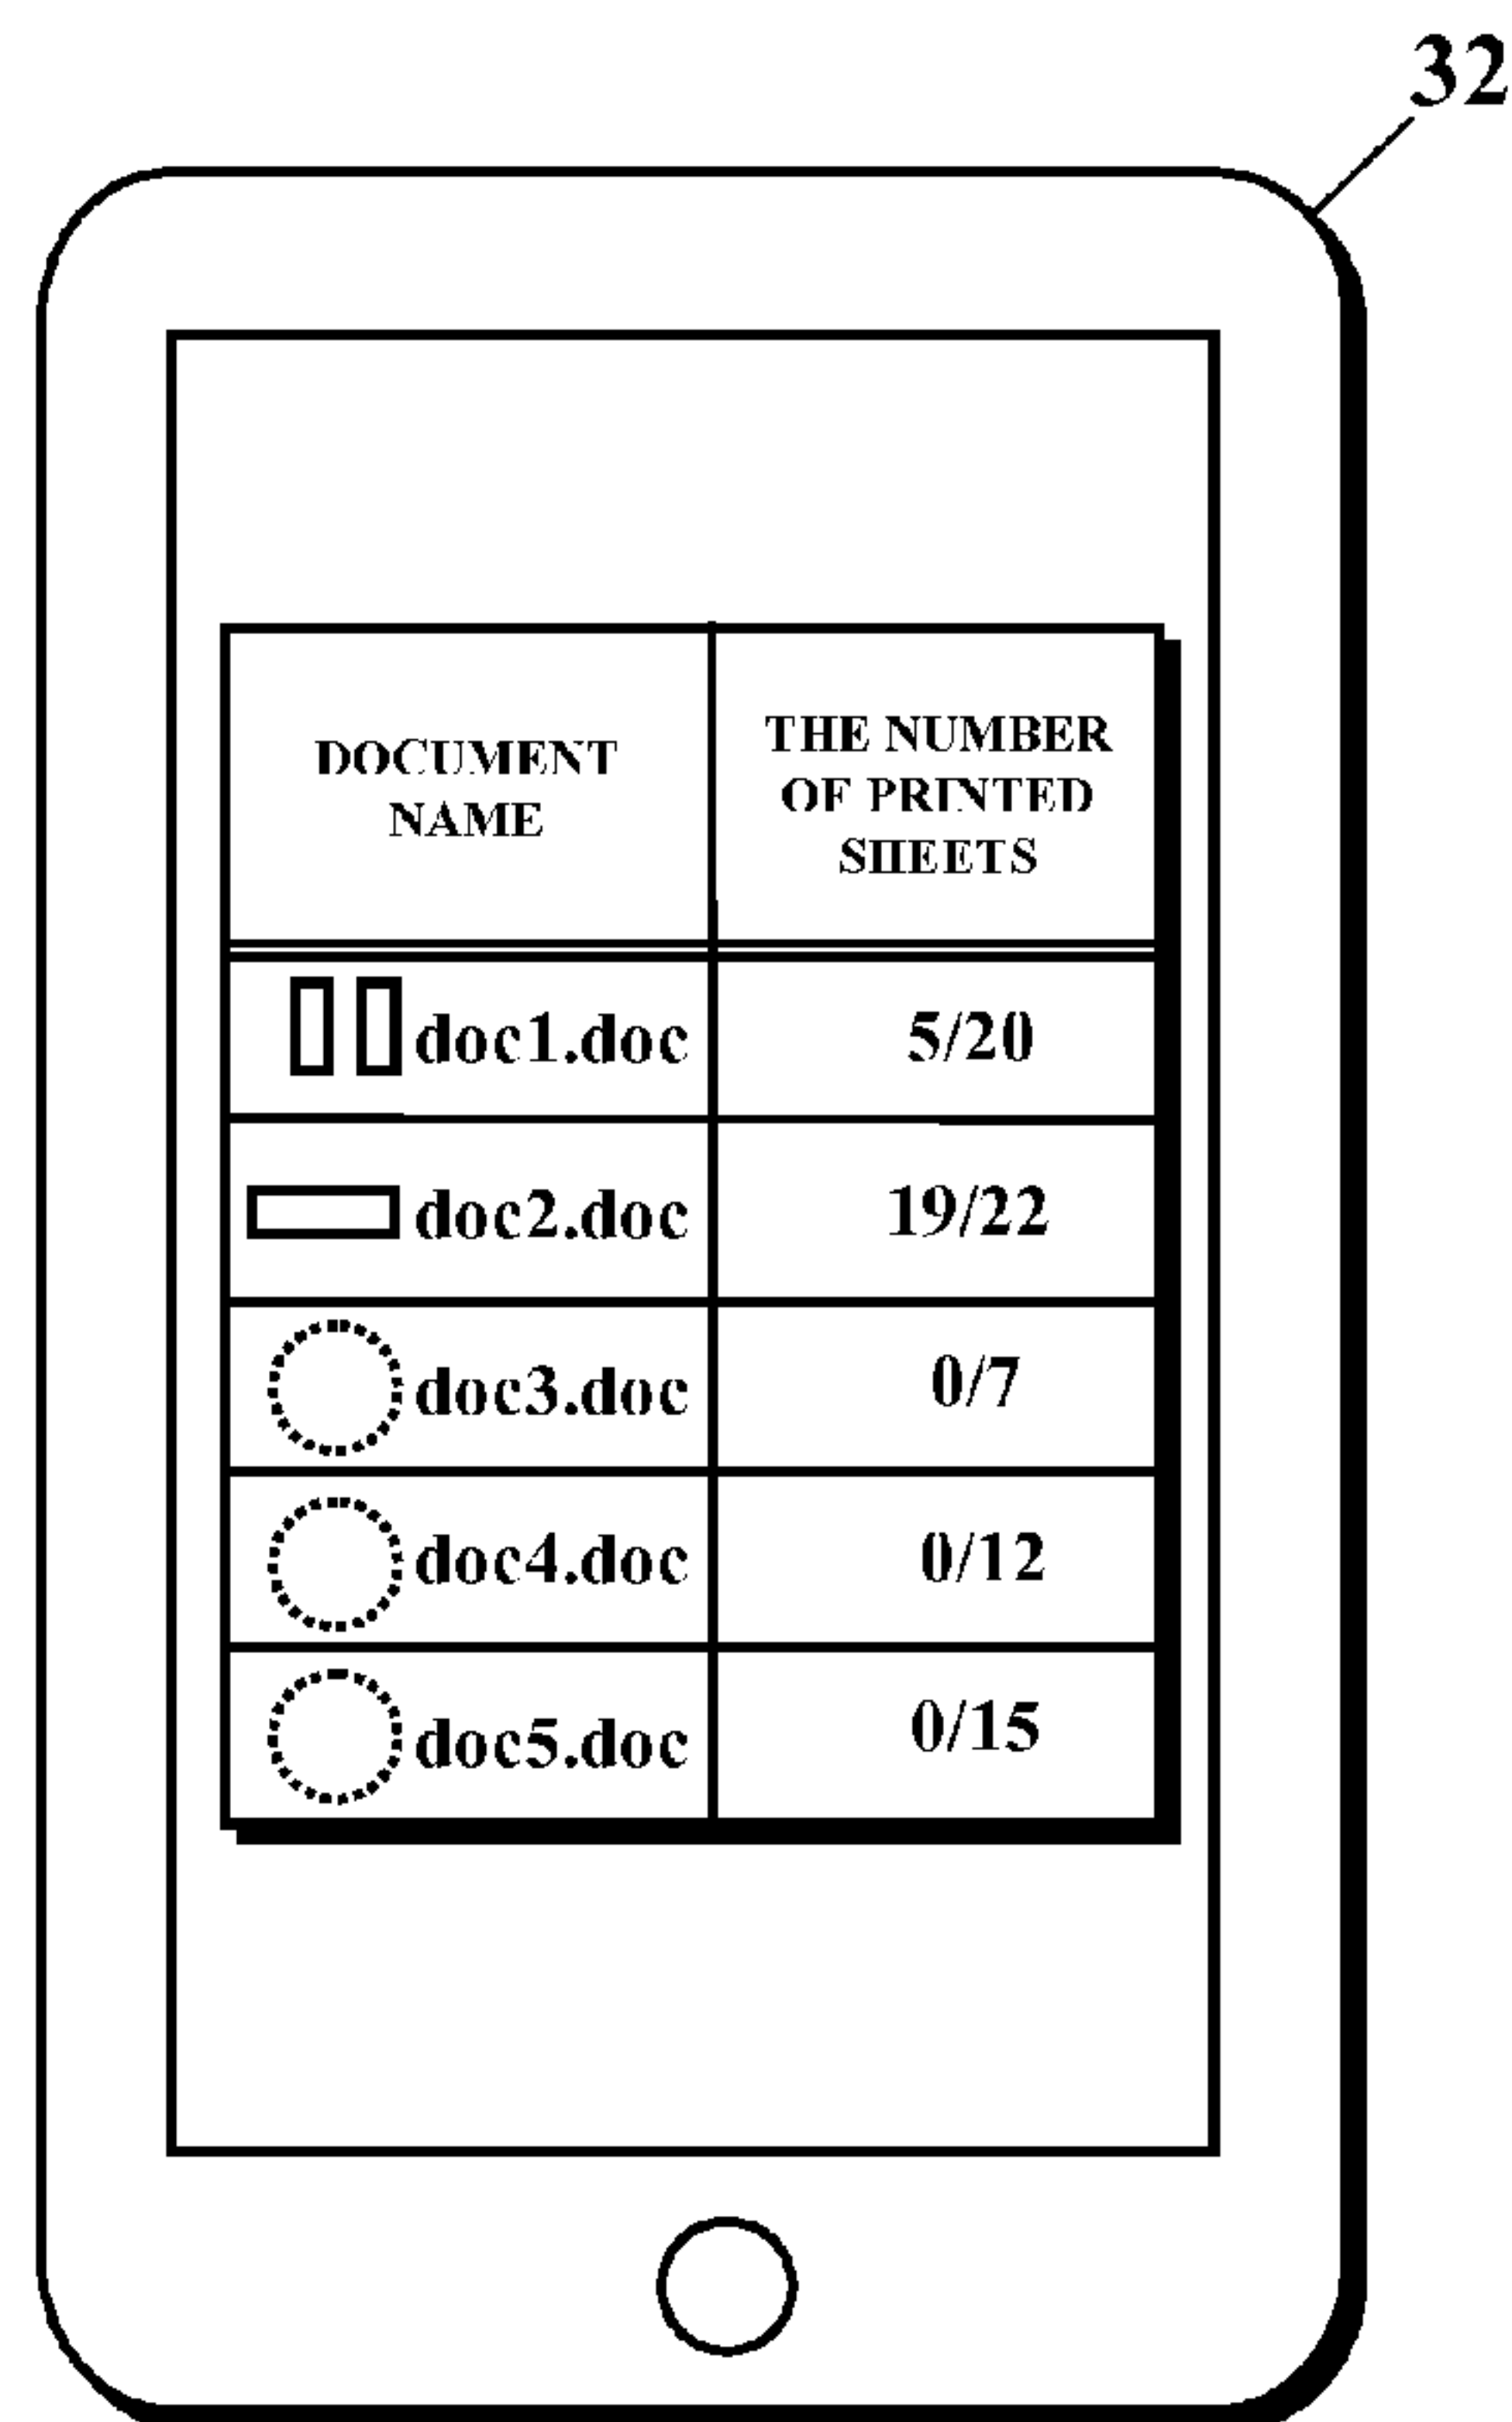 32
DOCUMENT
NAME
THE NUMBER
OF PRINTED
SHEETS
doc1.doc 5/20
doc2.doc 19/22
doc3.doc 0/7
doc4.doc 0/12
doc5.doc 0/15